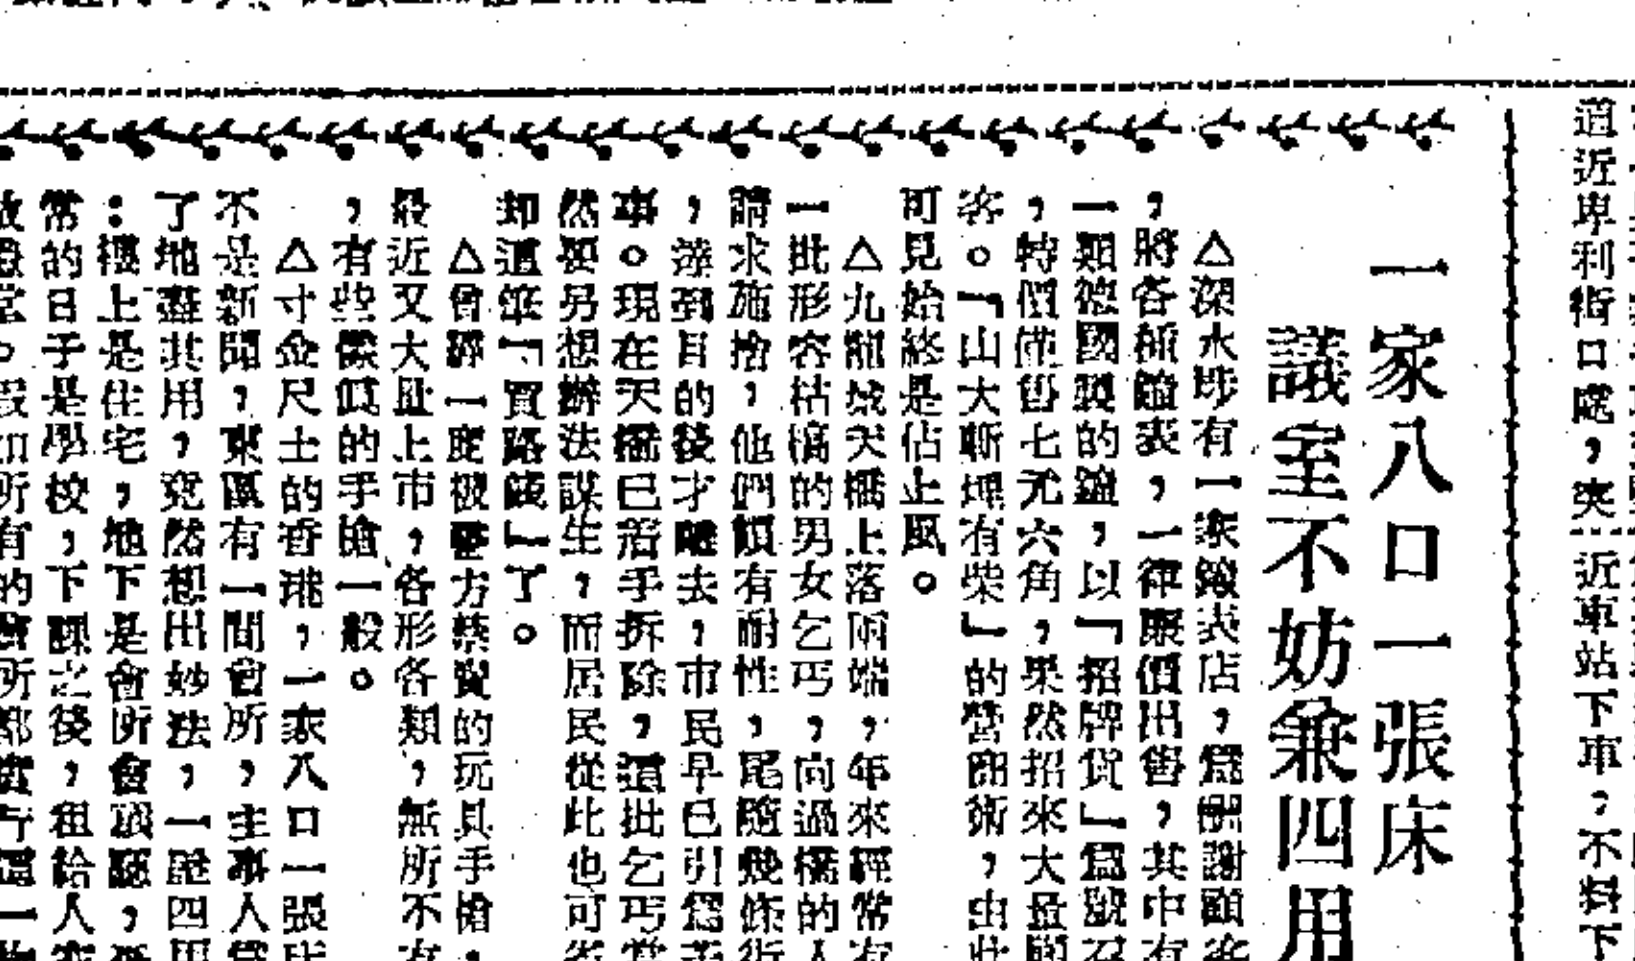 道近卑利街口處，突
近車站下車，不料下
一家八口一張床
議室不妨兼四用
△深水埗有一家鐘表店，爲酬謝顧客
，將各種鐘表，一律眾價出售，其中有
一類德國製的鐘，以「招牌貨」爲號召
，特價僅售七元六角，果然招來大量顧
客。「山大斬埋有柴」的營商術，由此
可見始終是佔上風。
△九龍城天橋上落兩端，年來經常有
一批形容枯槁的男女乞丐，向過橋的人
請求施捨，他們頗有耐性，尾隨幾條街
，達到目的後才離去，市民早已引爲
事。現在天橋已著手拆除，這批乞丐當
然要另想辦法謀生，而居民從此也可省
却這筆「買路錢」了。
△曾經一度被警方禁賣的玩具手槍，
最近又大量上市，各形各類，無所不有
，有些儼眞的手槍一般。
△寸金尺土的香港，一家八口一張床
不是新聞，東區有一間會所，主事人爲
了地盡其用，竟然想出妙法，一證四用
：樓上是住宅，地下是會所會議廳，
常的日子是學校，下課之後，租給人
假如所有的會所都實行這一